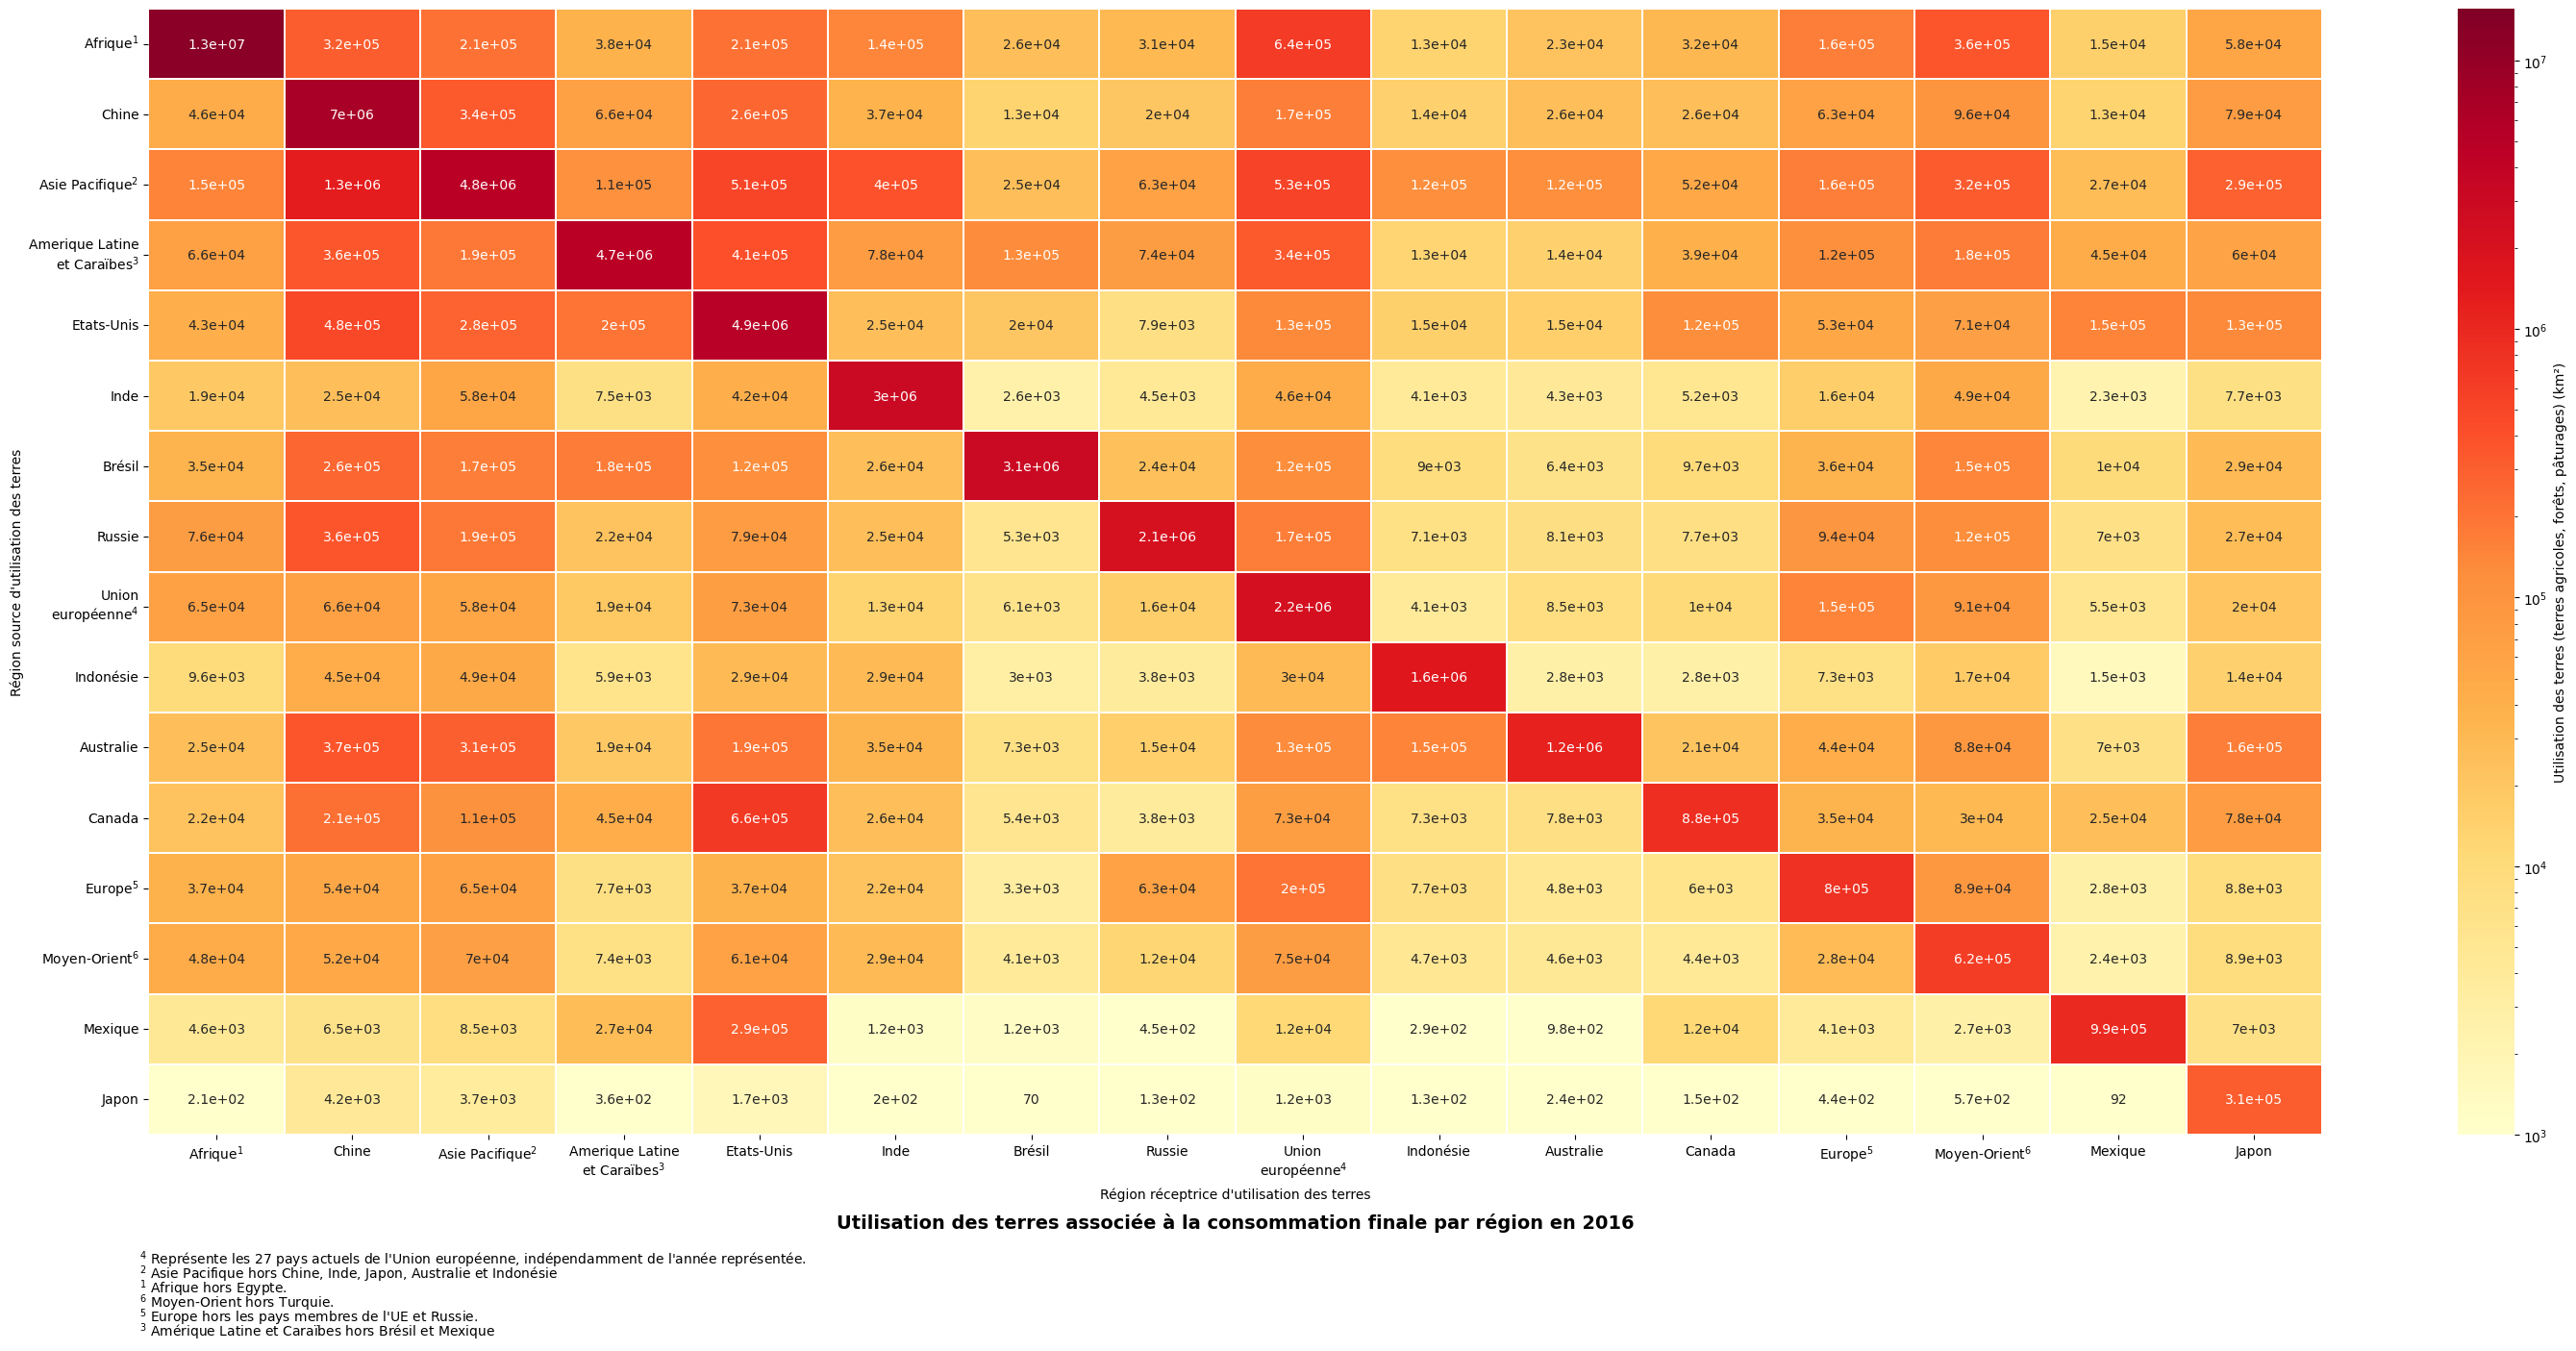 Afrique¹ 1.3e+07 3.2e+05 2.1e+05 3.8e+04 2.1e+05 1.4e+05 2.6e+04 3.1e+04 6.4e+05 1.3e+04 2.3e+04 3.2e+04 1.6e+05 3.6e+05 1.5e+04 5.8e+04
Chine 4.6e+04 7e+06 3.4e+05 6.6e+04 2.6e+05 3.7e+04 1.3e+04 2e+04 1.7e+05 1.4e+04 2.6e+04 2.6e+04 6.3e+04 9.6e+04 1.3e+04 7.9e+04
Asie Pacifique² 1.5e+05 1.3e+06 4.8e+06 1.1e+05 5.1e+05 4e+05 2.5e+04 6.3e+04 5.3e+05 1.2e+05 1.2e+05 5.2e+04 1.6e+05 3.2e+05 2.7e+04 2.9e+05
Amerique Latine
et Caraïbes³ 6.6e+04 3.6e+05 1.9e+05 4.7e+06 4.1e+05 7.8e+04 1.3e+05 7.4e+04 3.4e+05 1.3e+04 1.4e+04 3.9e+04 1.2e+05 1.8e+05 4.5e+04 6e+04
Etats-Unis 4.3e+04 4.8e+05 2.8e+05 2e+05 4.9e+06 2.5e+04 2e+04 7.9e+03 1.3e+05 1.5e+04 1.5e+04 1.2e+05 5.3e+04 7.1e+04 1.5e+05 1.3e+05
Inde 1.9e+04 2.5e+04 5.8e+04 7.5e+03 4.2e+04 3e+06 2.6e+03 4.5e+03 4.6e+04 4.1e+03 4.3e+03 5.2e+03 1.6e+04 4.9e+04 2.3e+03 7.7e+03
Brésil 3.5e+04 2.6e+05 1.7e+05 1.8e+05 1.2e+05 2.6e+04 3.1e+06 2.4e+04 1.2e+05 9e+03 6.4e+03 9.7e+03 3.6e+04 1.5e+05 1e+04 2.9e+04
Russie 7.6e+04 3.6e+05 1.9e+05 2.2e+04 7.9e+04 2.5e+04 5.3e+03 2.1e+06 1.7e+05 7.1e+03 8.1e+03 7.7e+03 9.4e+04 1.2e+05 7e+03 2.7e+04
Union
européenne⁴ 6.5e+04 6.6e+04 5.8e+04 1.9e+04 7.3e+04 1.3e+04 6.1e+03 1.6e+04 2.2e+06 4.1e+03 8.5e+03 1e+04 1.5e+05 9.1e+04 5.5e+03 2e+04
Indonésie 9.6e+03 4.5e+04 4.9e+04 5.9e+03 2.9e+04 2.9e+04 3e+03 3.8e+03 3e+04 1.6e+06 2.8e+03 2.8e+03 7.3e+03 1.7e+04 1.5e+03 1.4e+04
Australie 2.5e+04 3.7e+05 3.1e+05 1.9e+04 1.9e+05 3.5e+04 7.3e+03 1.5e+04 1.3e+05 1.5e+05 1.2e+06 2.1e+04 4.4e+04 8.8e+04 7e+03 1.6e+05
Canada 2.2e+04 2.1e+05 1.1e+05 4.5e+04 6.6e+05 2.6e+04 5.4e+03 3.8e+03 7.3e+04 7.3e+03 7.8e+03 8.8e+05 3.5e+04 3e+04 2.5e+04 7.8e+04
Europe⁵ 3.7e+04 5.4e+04 6.5e+04 7.7e+03 3.7e+04 2.2e+04 3.3e+03 6.3e+04 2e+05 7.7e+03 4.8e+03 6e+03 8e+05 8.9e+04 2.8e+03 8.8e+03
Moyen-Orient⁶ 4.8e+04 5.2e+04 7e+04 7.4e+03 6.1e+04 2.9e+04 4.1e+03 1.2e+04 7.5e+04 4.7e+03 4.6e+03 4.4e+03 2.8e+04 6.2e+05 2.4e+03 8.9e+03
Mexique 4.6e+03 6.5e+03 8.5e+03 2.7e+04 2.9e+05 1.2e+03 1.2e+03 4.5e+02 1.2e+04 2.9e+02 9.8e+02 1.2e+04 4.1e+03 2.7e+03 9.9e+05 7e+03
Japon 2.1e+02 4.2e+03 3.7e+03 3.6e+02 1.7e+03 2e+02 70 1.3e+02 1.2e+03 1.3e+02 2.4e+02 1.5e+02 4.4e+02 5.7e+02 92 3.1e+05
Afrique¹ Chine Asie Pacifique² Amerique Latine Etats-Unis Inde Brésil Russie Union Indonésie Australie Canada Europe⁵ Moyen-Orient⁶ Mexique Japon
et Caraïbes³ européenne⁴
Région source d'utilisation des terres
Région réceptrice d'utilisation des terres
10⁷
10⁶
10⁵
10⁴
10³
Utilisation des terres (terres agricoles, forêts, pâturages) (km²)
Utilisation des terres associée à la consommation finale par région en 2016
⁴ Représente les 27 pays actuels de l'Union européenne, indépendamment de l'année représentée.
² Asie Pacifique hors Chine, Inde, Japon, Australie et Indonésie
¹ Afrique hors Egypte.
⁶ Moyen-Orient hors Turquie.
⁵ Europe hors les pays membres de l'UE et Russie.
³ Amérique Latine et Caraïbes hors Brésil et Mexique